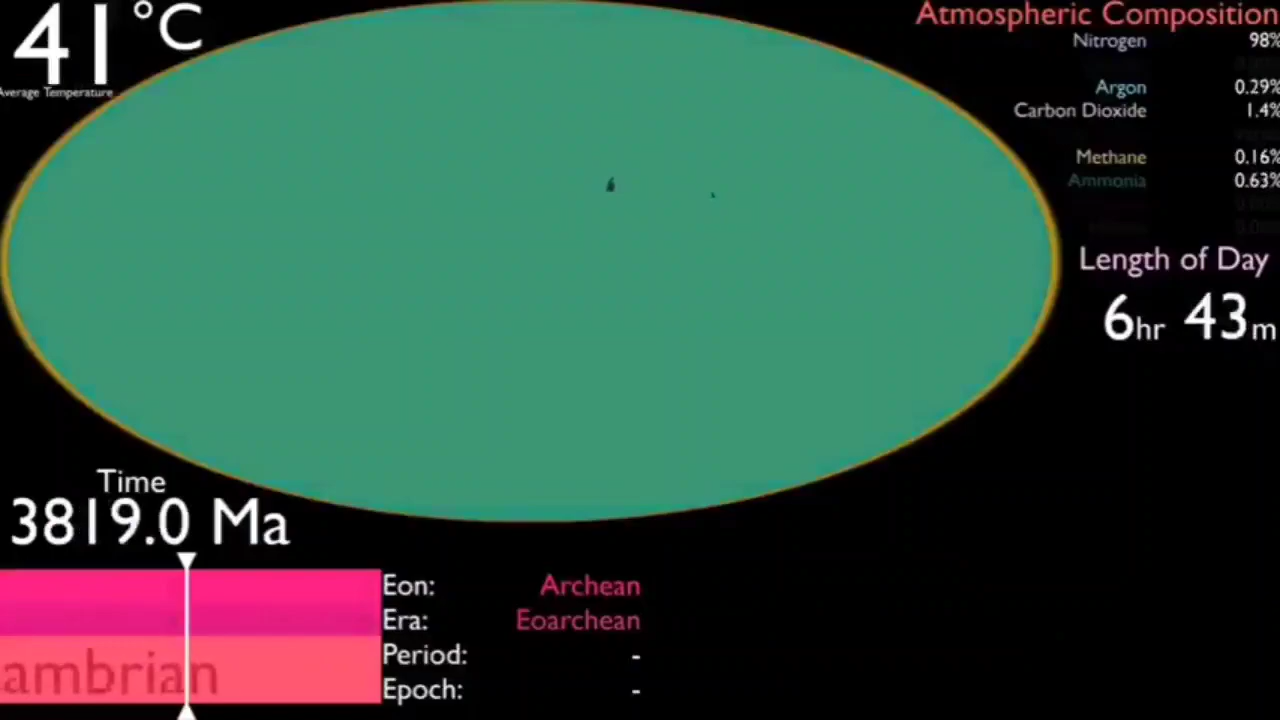 41°C
Average Temperature
Atmospheric Composition
Nitrogen 98%
Argon 0.29%
Carbon Dioxide 1.4%
Methane 0.16%
Ammonia 0.63%
Length of Day
6hr 43m
Time
3819.0 Ma
ambrian
Eon: Archean
Era: Eoarchean
Period: -
Epoch: -